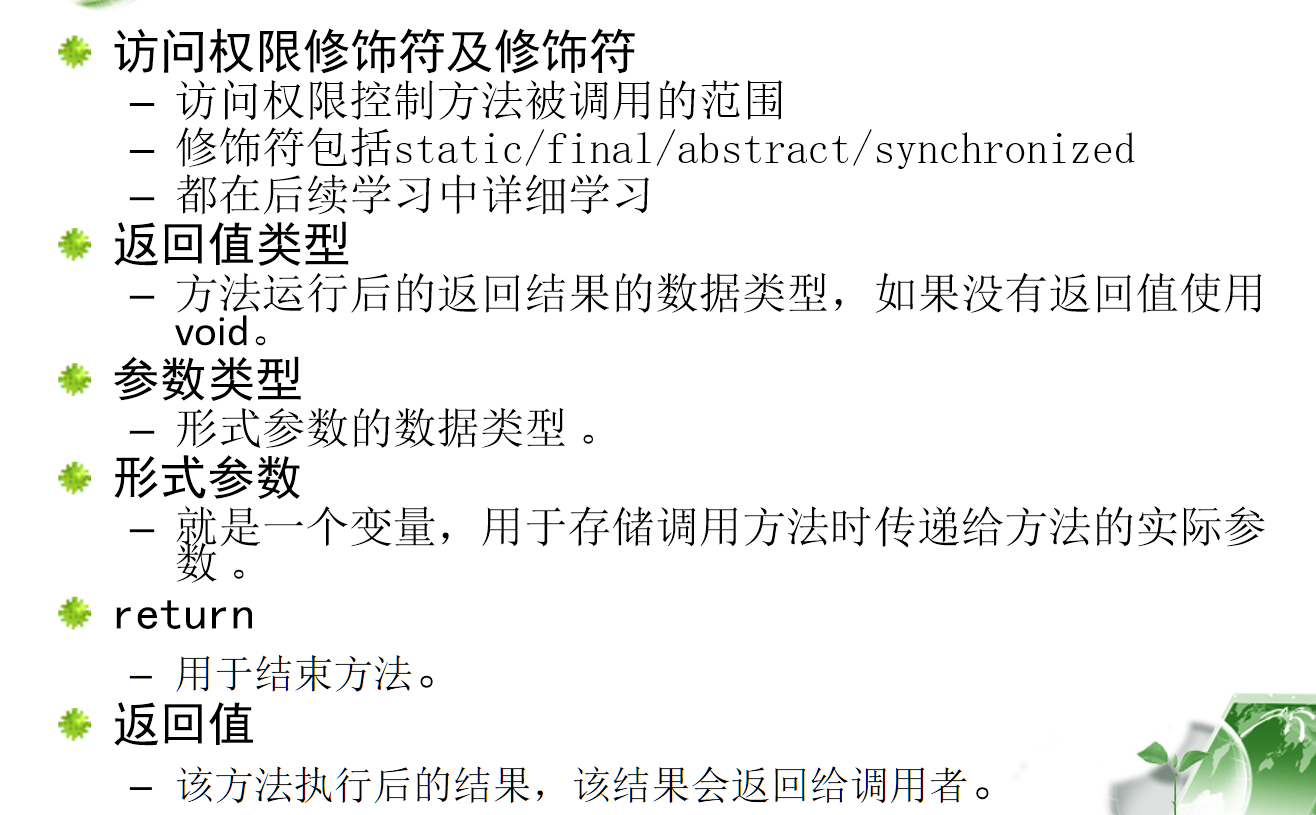 访问权限修饰符及修饰符
– 访问权限控制方法被调用的范围
– 修饰符包括static/final/abstract/synchronized
– 都在后续学习中详细学习
返回值类型
– 方法运行后的返回结果的数据类型，如果没有返回值使用
void。
参数类型
– 形式参数的数据类型 。
形式参数
– 就是一个变量，用于存储调用方法时传递给方法的实际参
数 。
return
– 用于结束方法。
返回值
– 该方法执行后的结果，该结果会返回给调用者。